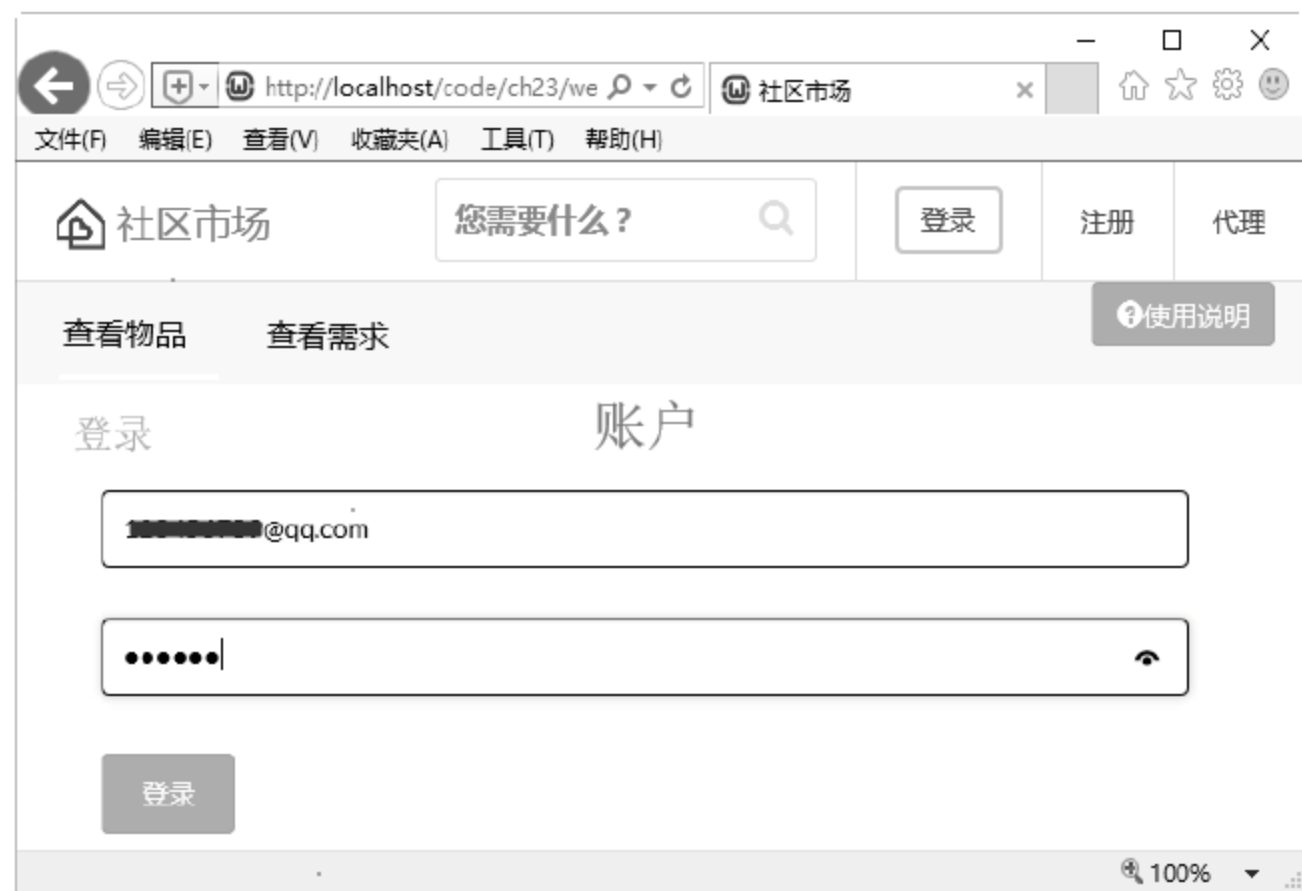 http://localhost/code/ch23/we
社区市场
文件(F) 编辑(E) 查看(V) 收藏夹(A) 工具(T) 帮助(H)
社区市场 您需要什么? 登录 注册 代理
查看物品 查看需求 ?使用说明
登录 账户
@qq.com
••••••
登录
100%